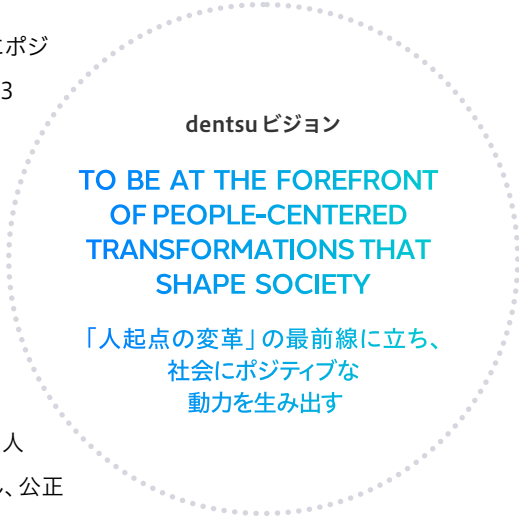 ポジ
3
dentsu ビジョン
TO BE AT THE FOREFRONT
OF PEOPLE-CENTERED
TRANSFORMATIONS THAT
SHAPE SOCIETY
「人起点の変革」の最前線に立ち、
社会にポジティブな
動力を生み出す
人
、公正